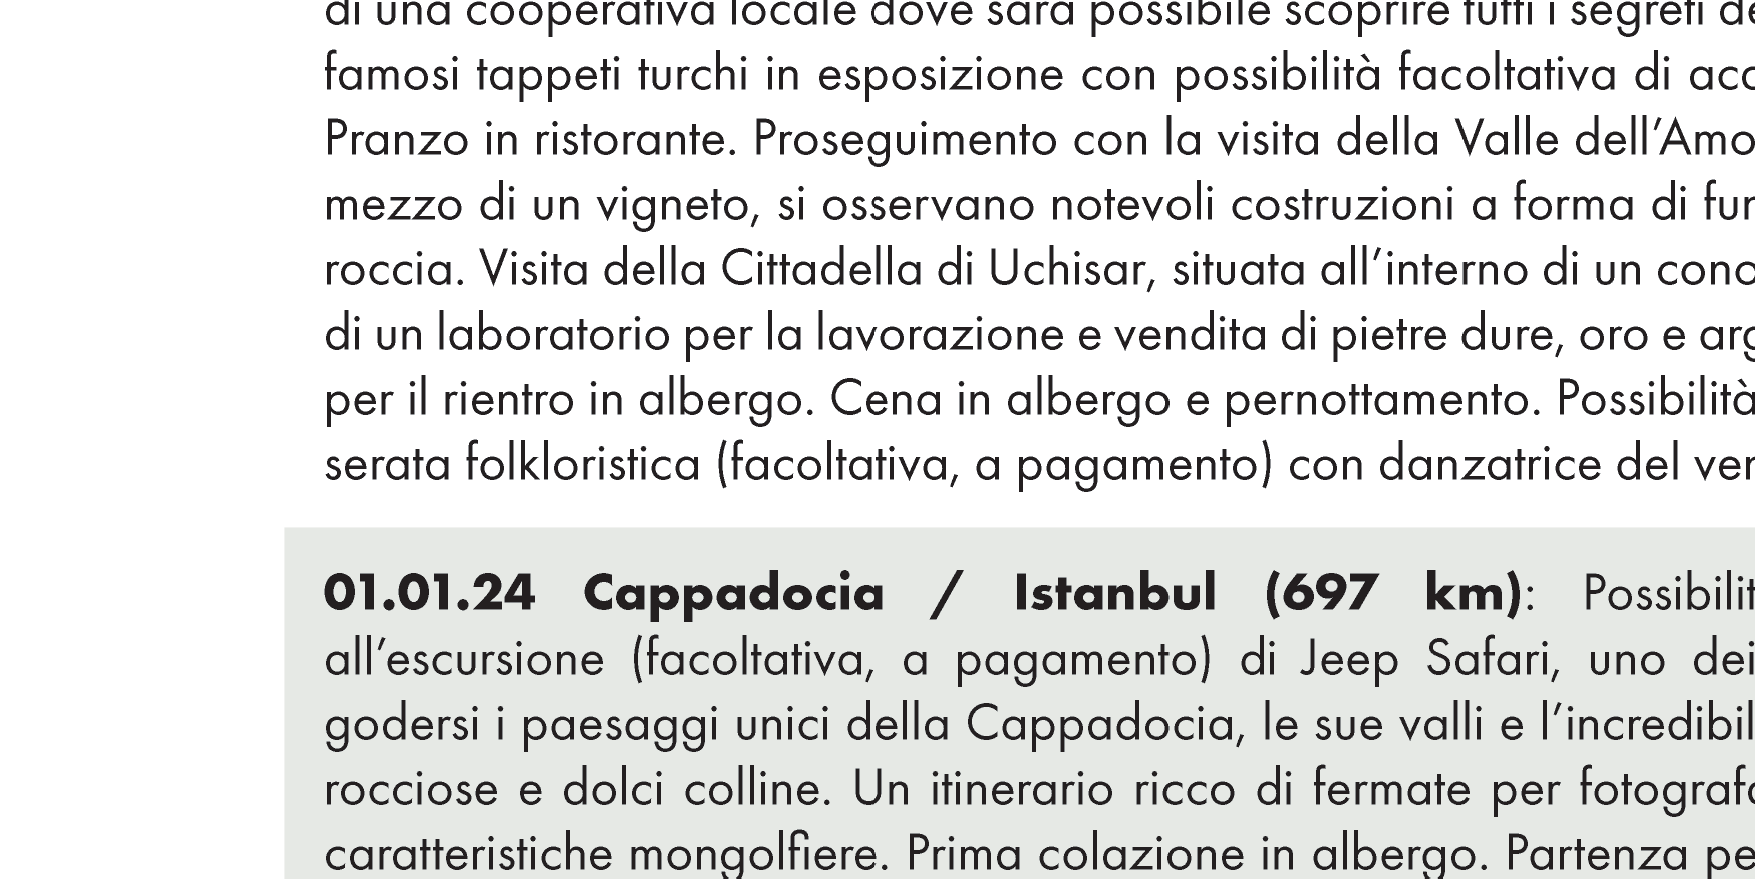 di una cooperativa locale dove sarà possibile scoprire tutti i segreti
famosi tappeti turchi in esposizione con possibilità facoltativa di
Pranzo in ristorante. Proseguimento con la visita della Valle dell’Amo
mezzo di un vigneto, si osservano notevoli costruzioni a forma di
roccia. Visita della Cittadella di Uchisar, situata all’interno di un cono
di un laboratorio per la lavorazione e vendita di pietre dure, oro e arg
per il rientro in albergo. Cena in albergo e pernottamento. Possibilità
serata folkloristica (facoltativa, a pagamento) con danzatrice del ven
01.01.24 Cappadocia / Istanbul (697 km): Possibilit
all’escursione (facoltativa, a pagamento) di Jeep Safari, uno dei
godersi i paesaggi unici della Cappadocia, le sue valli e l’incredibil
rocciose e dolci colline. Un itinerario ricco di fermate per fotografa
caratteristiche mongolfiere. Prima colazione in albergo. Partenza pe